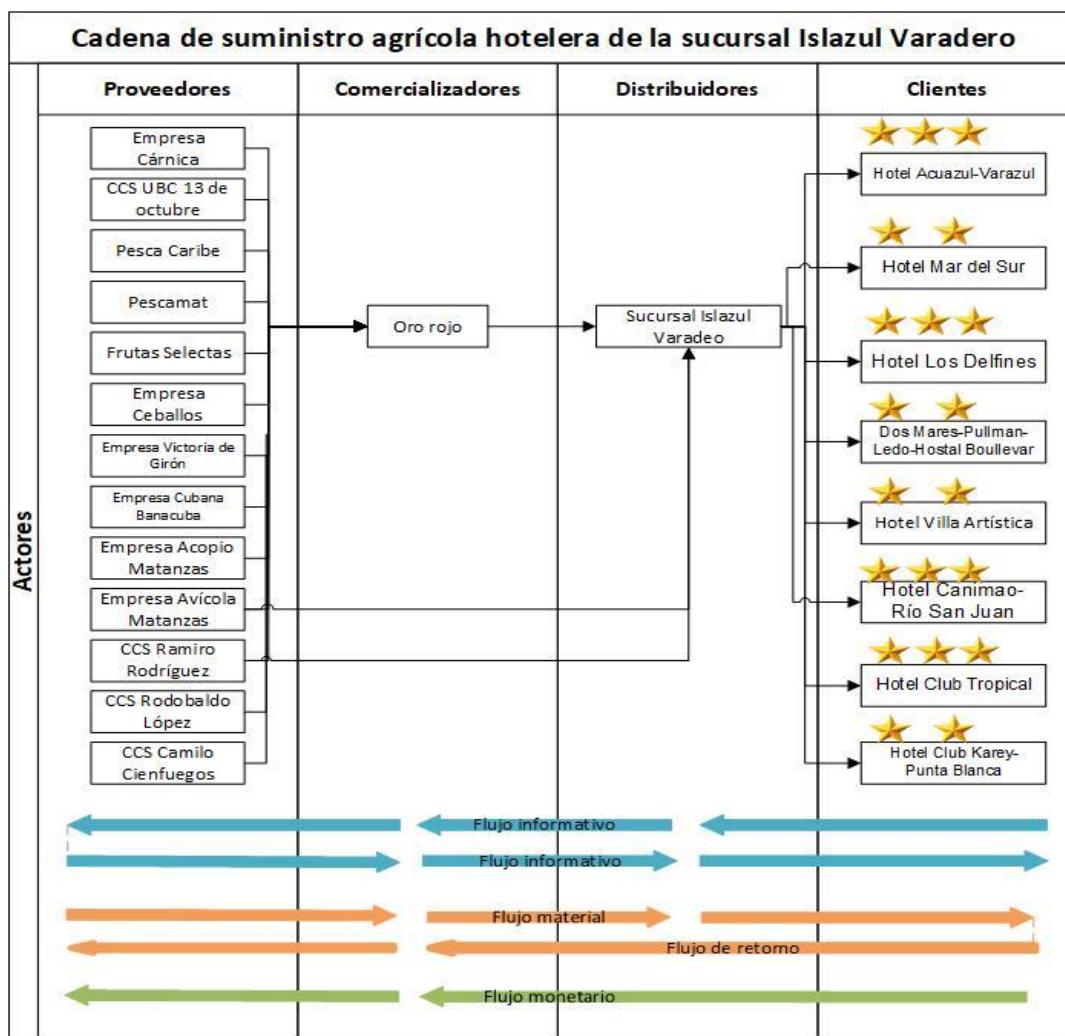 Cadena de suministro agrícola hotelera de la sucursal Islazul Varadero
Actores
Proveedores
Comercializadores
Distribuidores
Clientes
Empresa
Cárnica
CCS UBC 13 de
octubre
Pesca Caribe
Pescamat
Frutas Selectas
Empresa
Ceballos
Empresa Victoria de
Girón
Empresa Cubana
Banacuba
Empresa Acopio
Matanzas
Empresa Avícola
Matanzas
CCS Ramiro
Rodríguez
CCS Rodobaldo
López
CCS Camilo
Cienfuegos
Oro rojo
Sucursal Islazul
Varadeo
Hotel Acuazul-Varazul
Hotel Mar del Sur
Hotel Los Delfines
Dos Mares-Pullman-
Ledo-Hostal Boullevar
Hotel Villa Artística
Hotel Canimao-
Río San Juan
Hotel Club Tropical
Hotel Club Karey-
Punta Blanca
Flujo informativo
Flujo informativo
Flujo material
Flujo de retorno
Flujo monetario